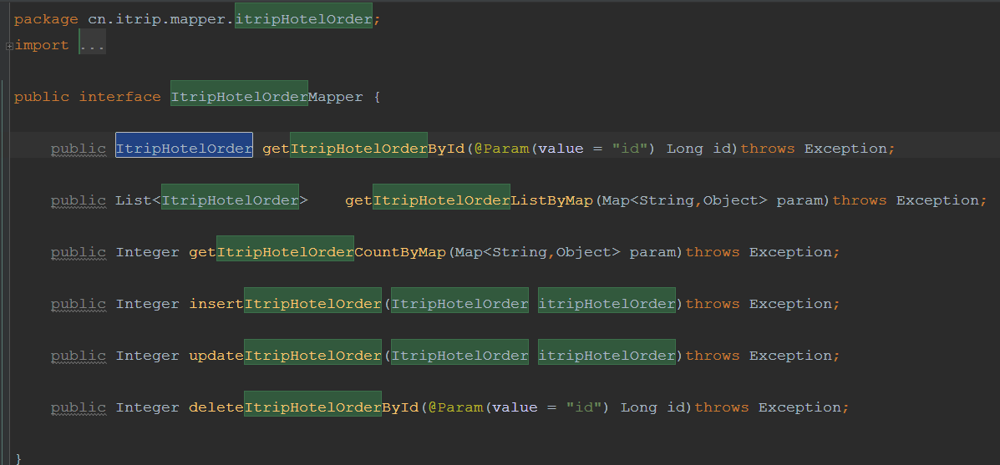 package cn.itrip.mapper.itripHotelOrder;
import ...
public interface ItripHotelOrderMapper {
public ItripHotelOrder getItripHotelOrderById(@Param(value = "id") Long id)throws Exception;
public List<ItripHotelOrder>    getItripHotelOrderListByMap(Map<String,Object> param)throws Exception;
public Integer getItripHotelOrderCountByMap(Map<String,Object> param)throws Exception;
public Integer insertItripHotelOrder(ItripHotelOrder itripHotelOrder)throws Exception;
public Integer updateItripHotelOrder(ItripHotelOrder itripHotelOrder)throws Exception;
public Integer deleteItripHotelOrderById(@Param(value = "id") Long id)throws Exception;
}